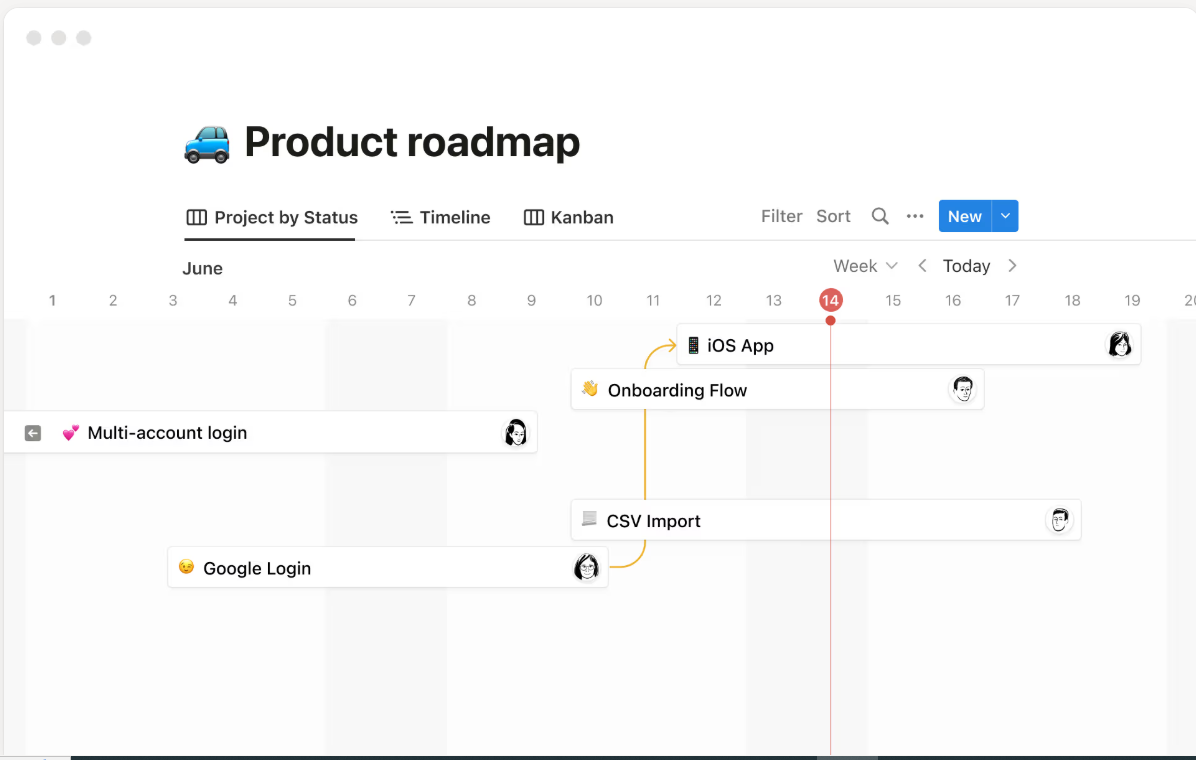 Product roadmap
Project by Status Timeline Kanban Filter Sort New
June Week Today
1 2 3 4 5 6 7 8 9 10 11 12 13 14 15 16 17 18 19
iOS App
Onboarding Flow
Multi-account login
CSV Import
Google Login